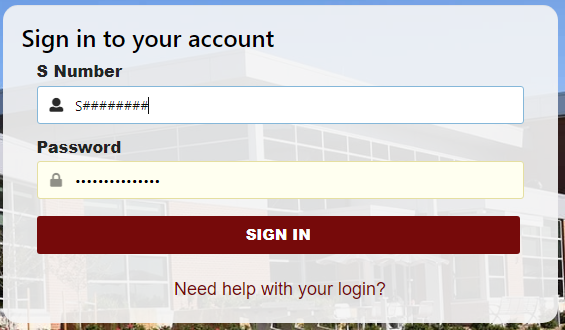 Sign in to your account
S Number
S########
Password
•••••••••••••••
SIGN IN
Need help with your login?